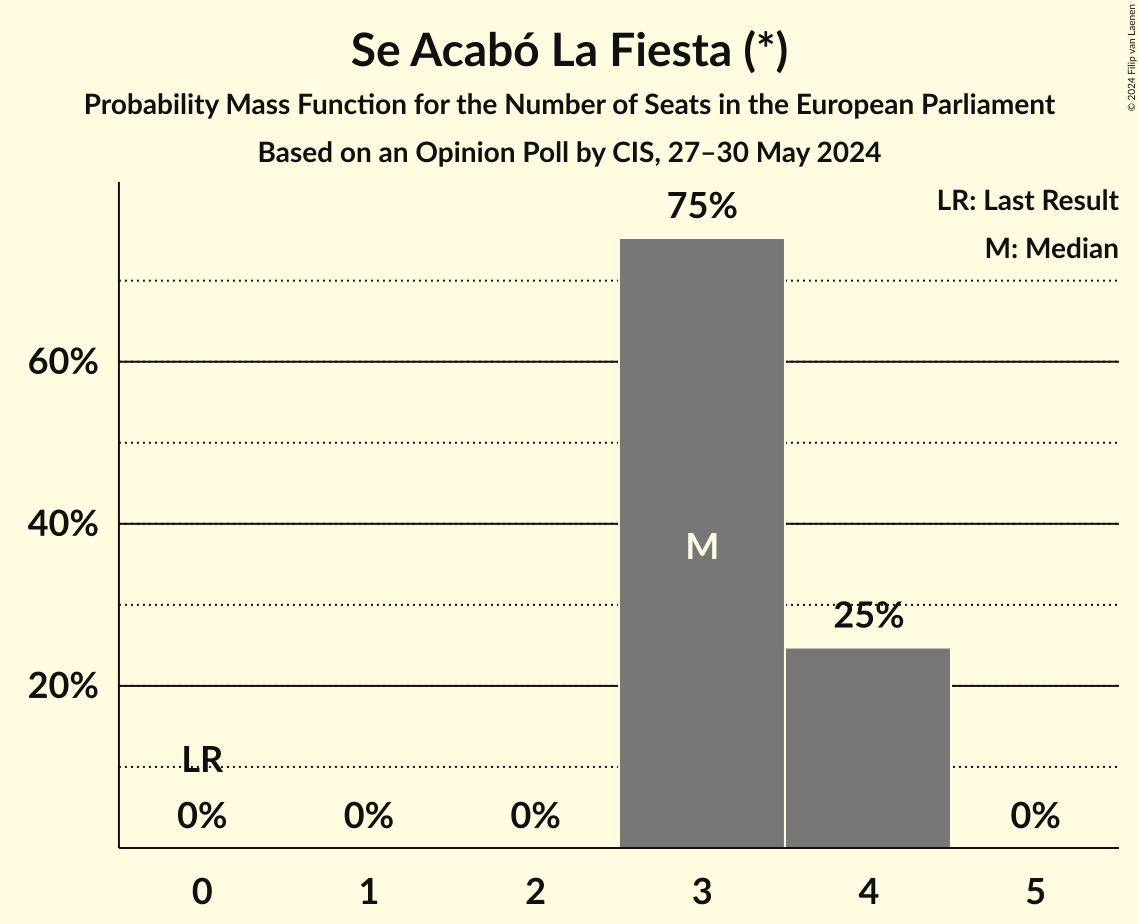 Se Acabó La Fiesta (*)
Probability Mass Function for the Number of Seats in the European Parliament
Based on an Opinion Poll by CIS, 27–30 May 2024
© 2024 Filip van Laenen
LR: Last Result
M: Median
75%
60%
40%
M
25%
20%
LR
0%
0%
0%
0%
0
1
2
3
4
5